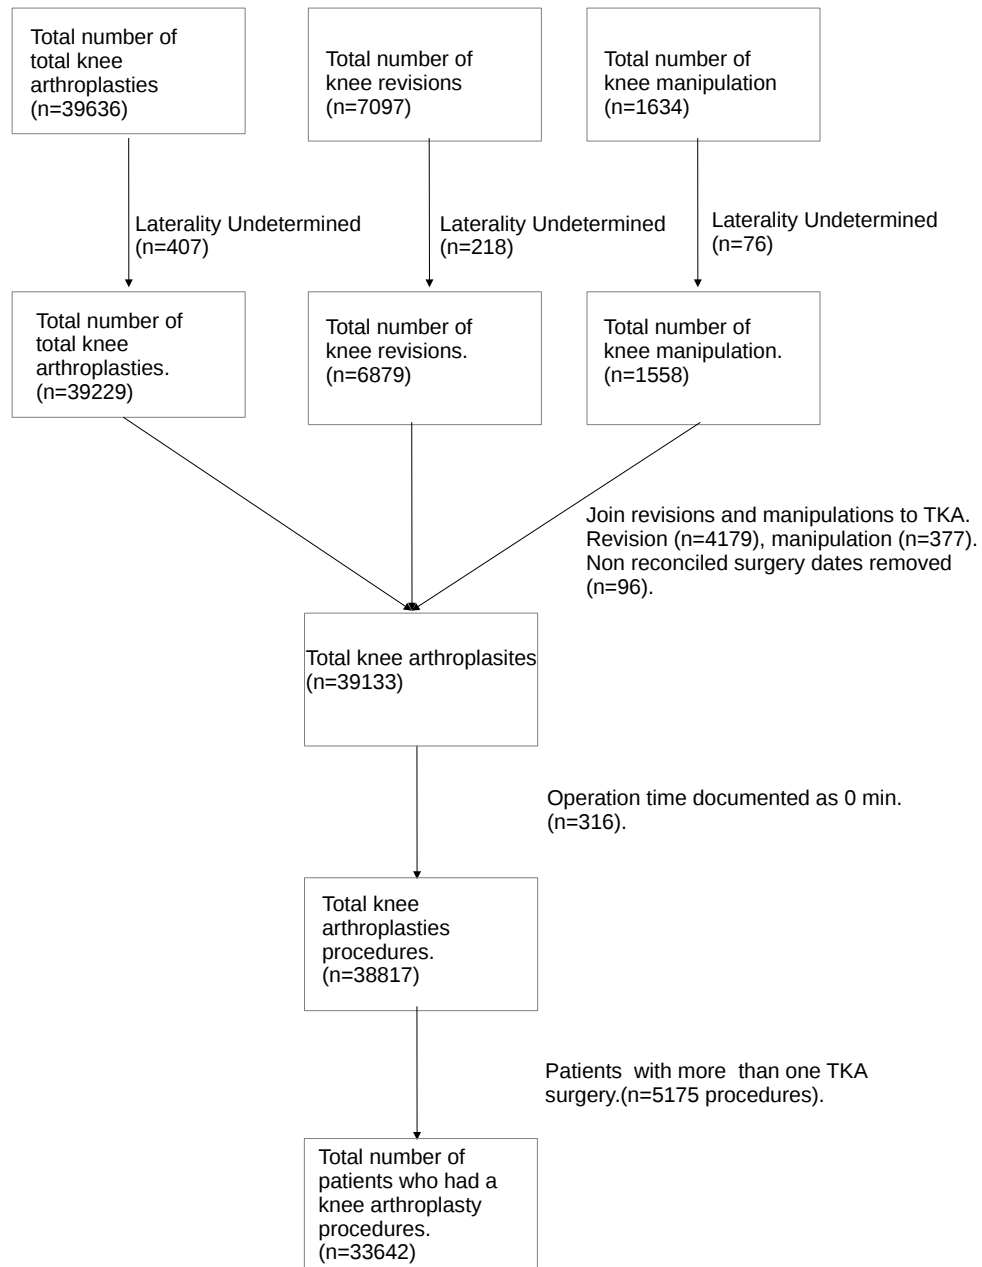 Total number of
total knee
arthroplasties
(n=39636)
Total number of
knee revisions
(n=7097)
Total number of
knee manipulation
(n=1634)
Laterality Undetermined
(n=407)
Laterality Undetermined
(n=218)
Laterality Undetermined
(n=76)
Total number of
total knee
arthroplasties.
(n=39229)
Total number of
knee revisions.
(n=6879)
Total number of
knee manipulation.
(n=1558)
Join revisions and manipulations to TKA.
Revision (n=4179), manipulation (n=377).
Non reconciled surgery dates removed
(n=96).
Total knee arthroplasites
(n=39133)
Operation time documented as 0 min.
(n=316).
Total knee
arthroplasties
procedures.
(n=38817)
Patients  with more  than one TKA
surgery.(n=5175 procedures).
Total number of
patients who had a
knee arthroplasty
procedures.
(n=33642)